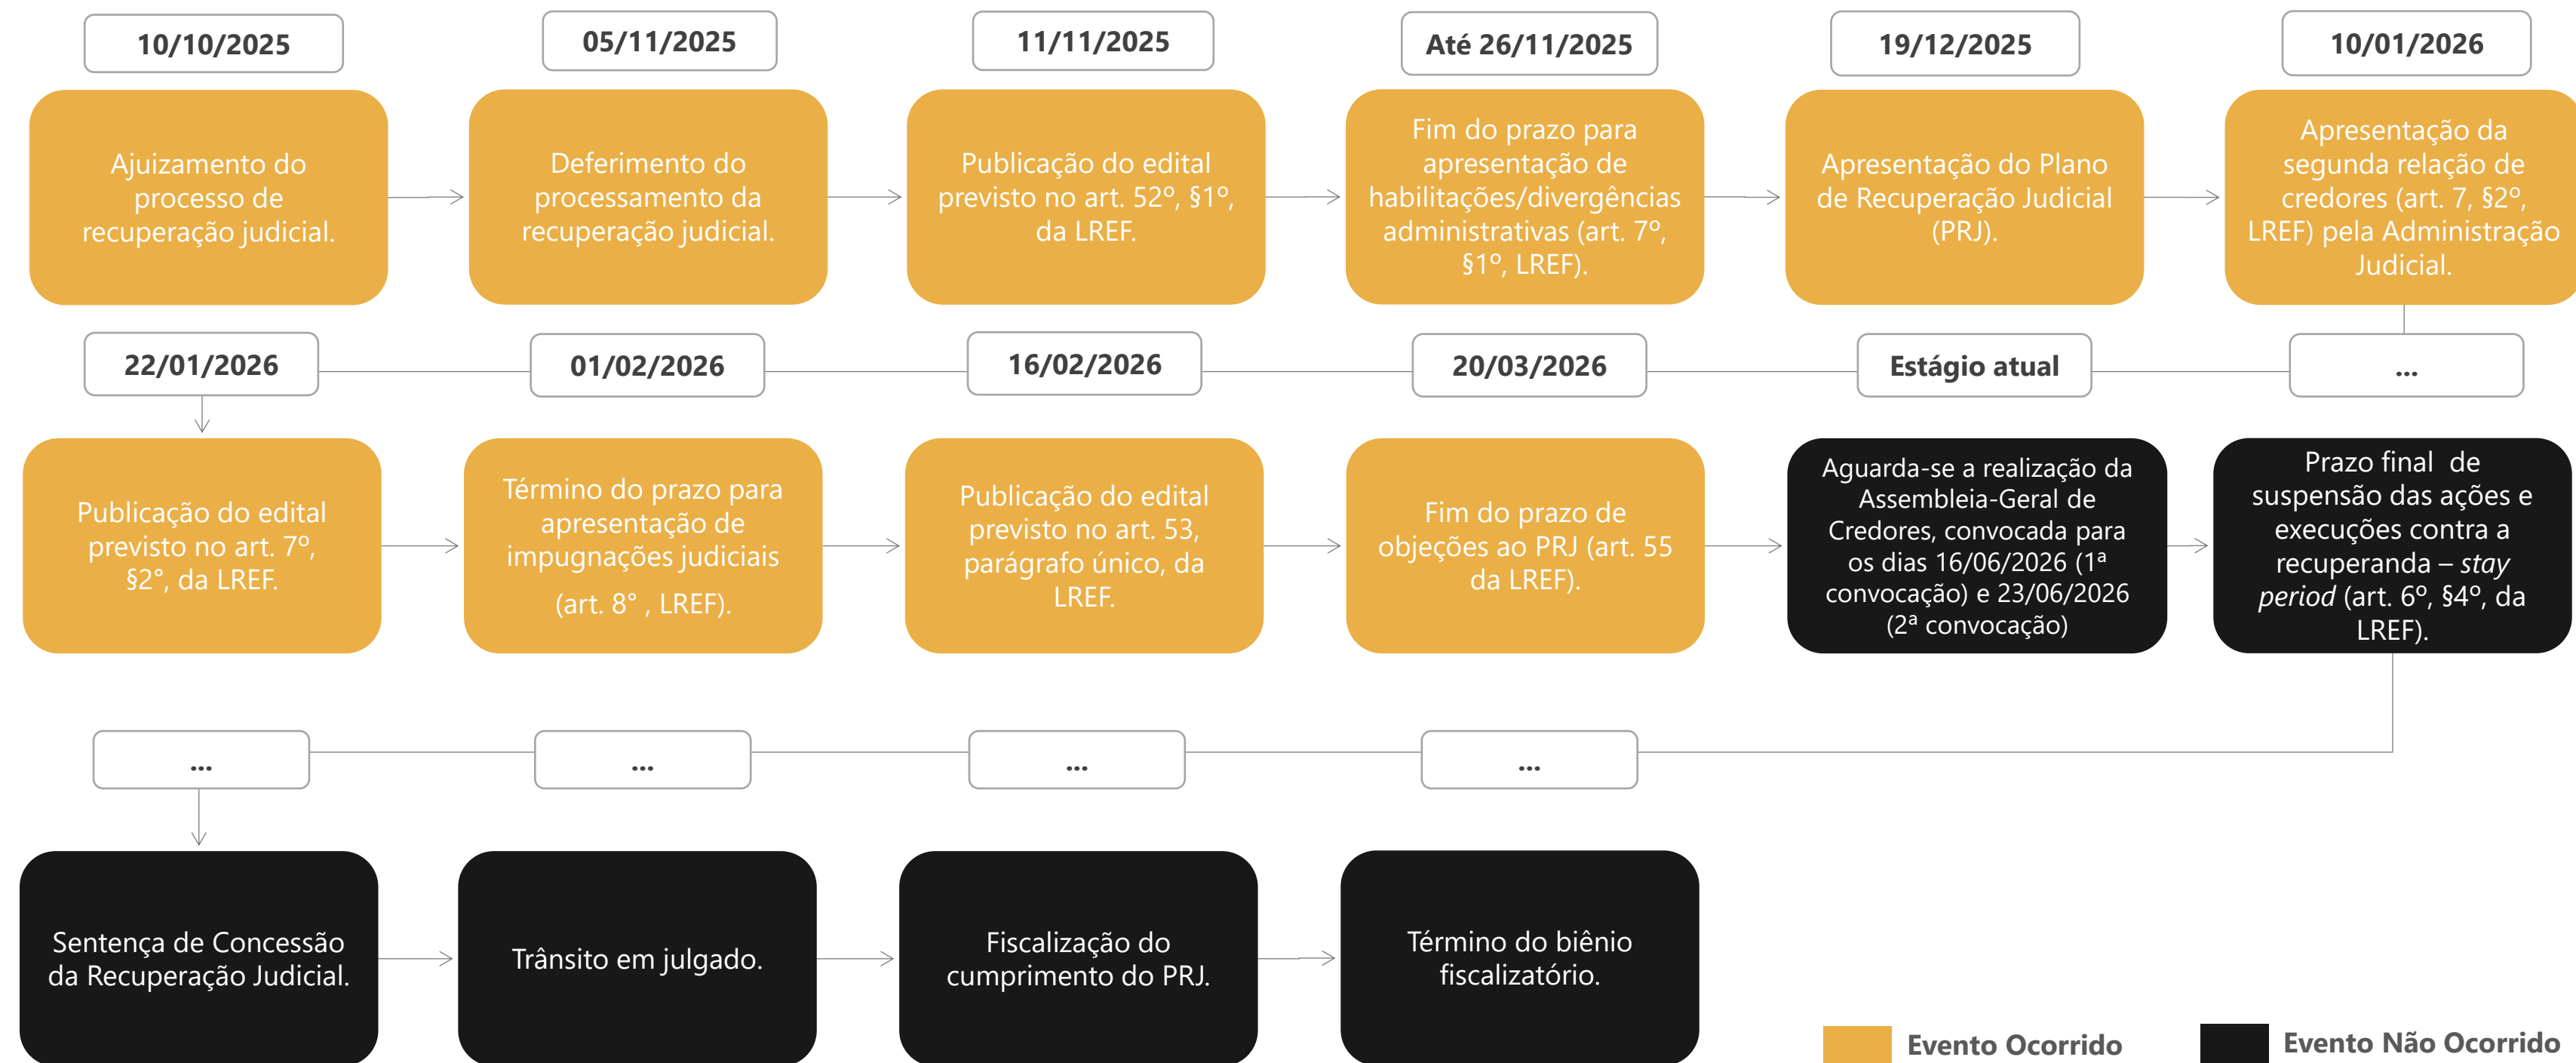 10/10/2025
Ajuizamento do
processo de
recuperação judicial.
05/11/2025
Deferimento do
processamento da
recuperação judicial.
11/11/2025
Publicação do edital
previsto no art. 52º, §1º,
da LREF.
Até 26/11/2025
Fim do prazo para
apresentação de
habilitações/divergências
administrativas (art. 7º,
§1º, LREF).
19/12/2025
Apresentação do Plano
de Recuperação Judicial
(PRJ).
10/01/2026
Apresentação da
segunda relação de
credores (art. 7, §2º,
LREF) pela Administração
Judicial.
22/01/2026
Publicação do edital
previsto no art. 7º,
§2°, da LREF.
01/02/2026
Término do prazo para
apresentação de
impugnações judiciais
(art. 8° , LREF).
16/02/2026
Publicação do edital
previsto no art. 53,
parágrafo único, da
LREF.
20/03/2026
Fim do prazo de
objeções ao PRJ (art. 55
da LREF).
Estágio atual
Aguarda-se a realização da
Assembleia-Geral de
Credores, convocada para
os dias 16/06/2026 (1ª
convocação) e 23/06/2026
(2ª convocação)
...
Prazo final de
suspensão das ações e
execuções contra a
recuperanda – stay
period (art. 6º, §4º, da
LREF).
...
Sentença de Concessão
da Recuperação Judicial.
...
Trânsito em julgado.
...
Fiscalização do
cumprimento do PRJ.
...
Término do biênio
fiscalizatório.
Evento Ocorrido
Evento Não Ocorrido